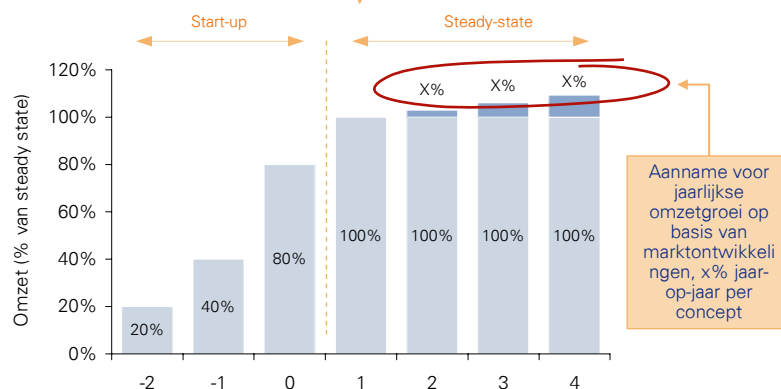 Start-up
Steady-state
Omzet (% van steady state)
120%
100%
80%
60%
40%
20%
0%
X%
X%
X%
20%
40%
80%
100%
100%
100%
100%
-2
-1
0
1
2
3
4
Aanname voor
jaarlijkse
omzetgroei op
basis van
marktontwikkeli
ngen, x% jaar-
op-jaar per
concept